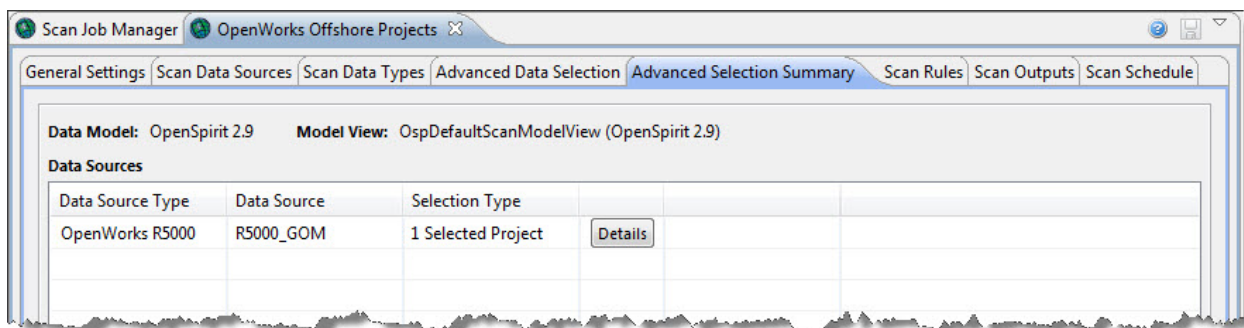 Scan Job Manager OpenWorks Offshore Projects
General Settings Scan Data Sources Scan Data Types Advanced Data Selection Advanced Selection Summary Scan Rules Scan Outputs Scan Schedule
Data Model: OpenSpirit 2.9 Model View: OspDefaultScanModelView (OpenSpirit 2.9)
Data Sources
Data Source Type Data Source Selection Type
OpenWorks R5000 R5000_GOM 1 Selected Project Details